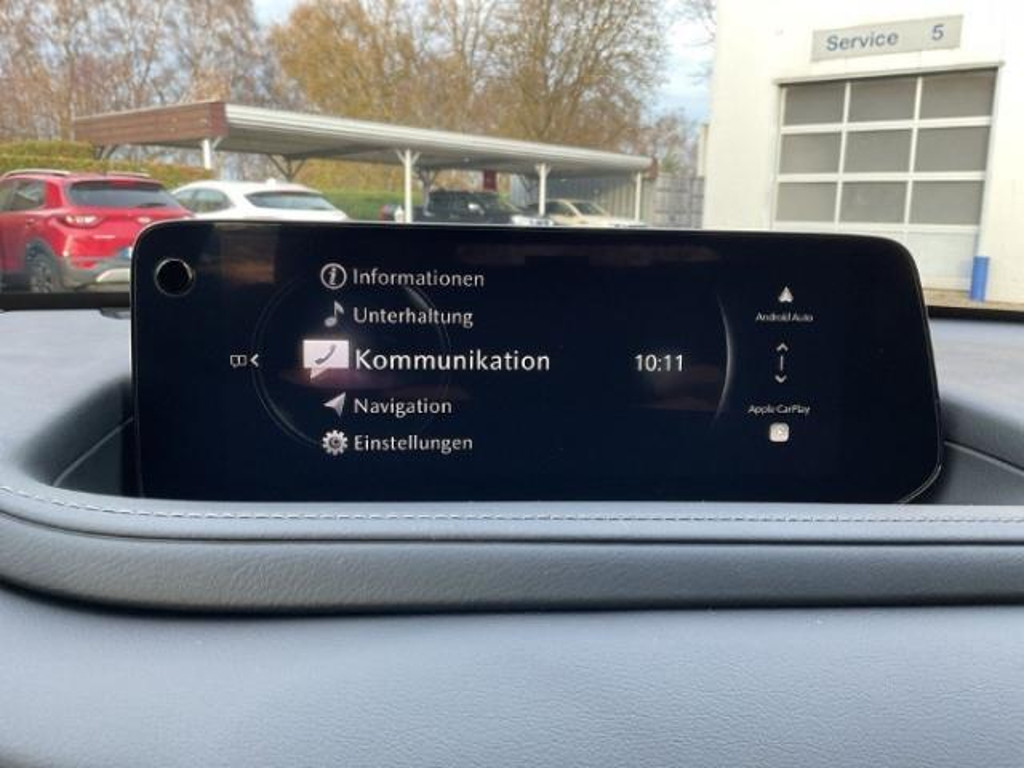 Service 5
Informationen
Unterhaltung
Kommunikation
Navigation
Einstellungen
10:11
Android Auto
Apple CarPlay